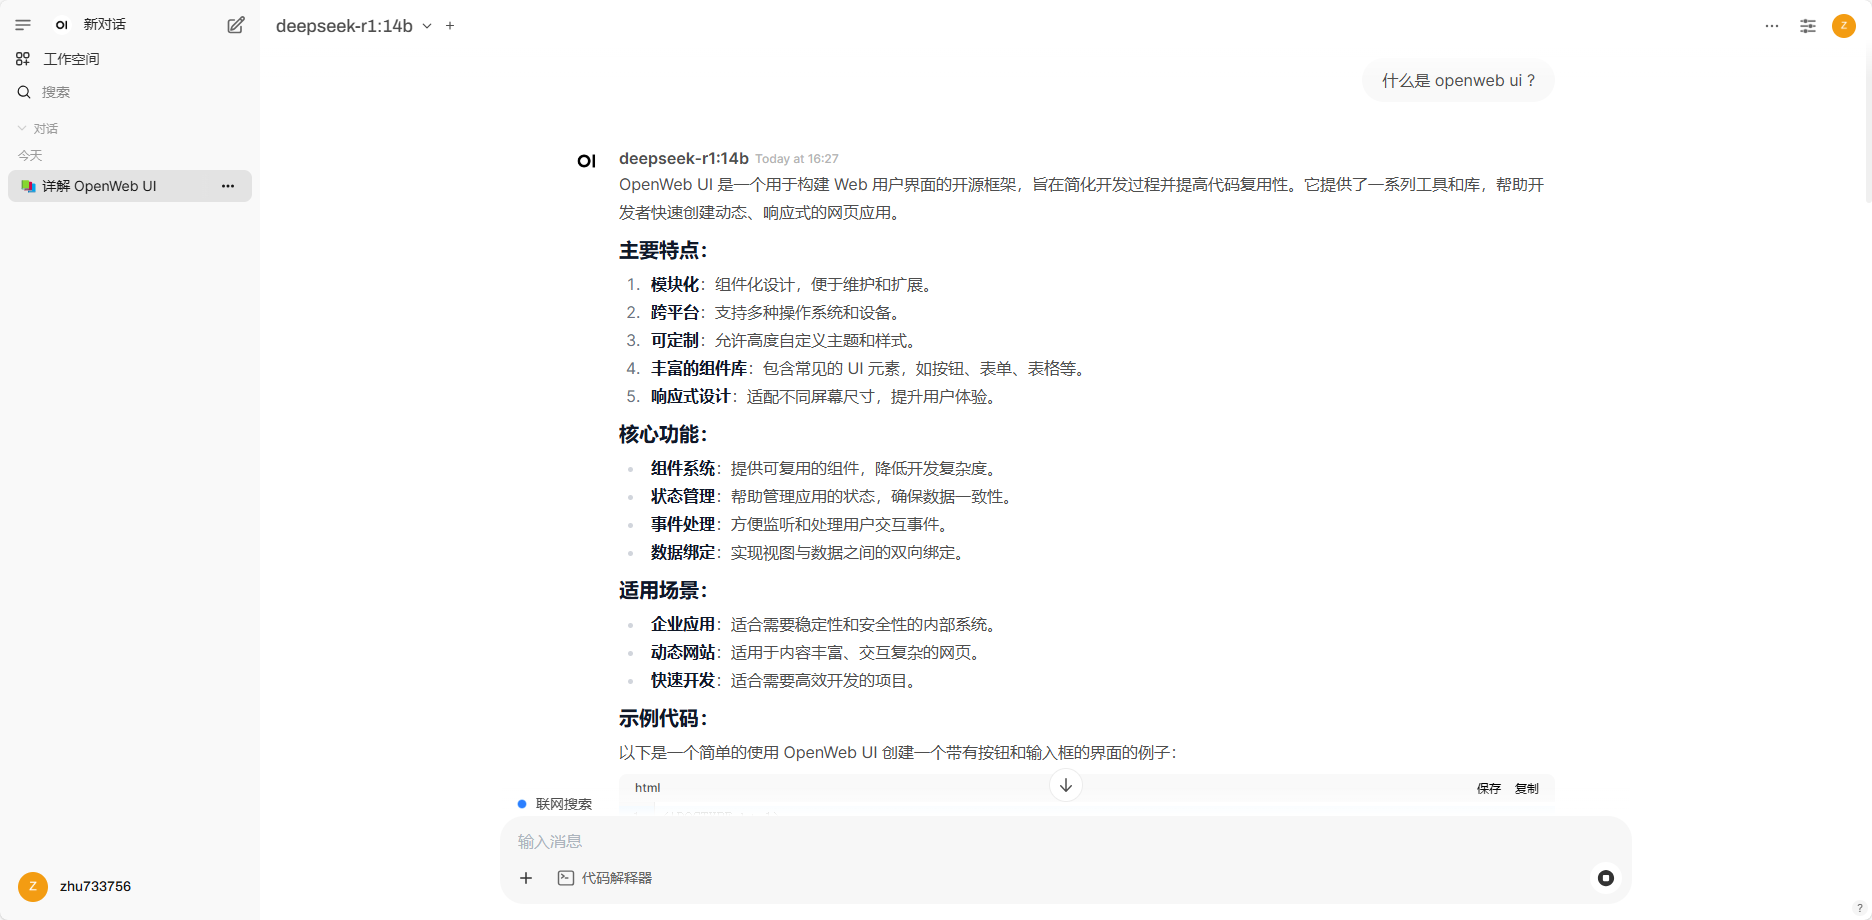 OI 新对话
工作空间
搜索
对话
今天
详解 OpenWeb UI
zhu733756
deepseek-r1:14b
Z
什么是 openweb ui ?
OI deepseek-r1:14b Today at 16:27
OpenWeb UI 是一个用于构建 Web 用户界面的开源框架，旨在简化开发过程并提高代码复用性。它提供了一系列工具和库，帮助开
发者快速创建动态、响应式的网页应用。
主要特点：
1. 模块化：组件化设计，便于维护和扩展。
2. 跨平台：支持多种操作系统和设备。
3. 可定制：允许高度自定义主题和样式。
4. 丰富的组件库：包含常见的 UI 元素，如按钮、表单、表格等。
5. 响应式设计：适配不同屏幕尺寸，提升用户体验。
核心功能：
组件系统：提供可复用的组件，降低开发复杂度。
状态管理：帮助管理应用的状态，确保数据一致性。
事件处理：方便监听和处理用户交互事件。
数据绑定：实现视图与数据之间的双向绑定。
适用场景：
企业应用：适合需要稳定性和安全性的内部系统。
动态网站：适用于内容丰富、交互复杂的网页。
快速开发：适合需要高效开发的项目。
示例代码：
以下是一个简单的使用 OpenWeb UI 创建一个带有按钮和输入框的界面的例子：
html 保存 复制
联网搜索
输入消息
代码解释器
Z
?